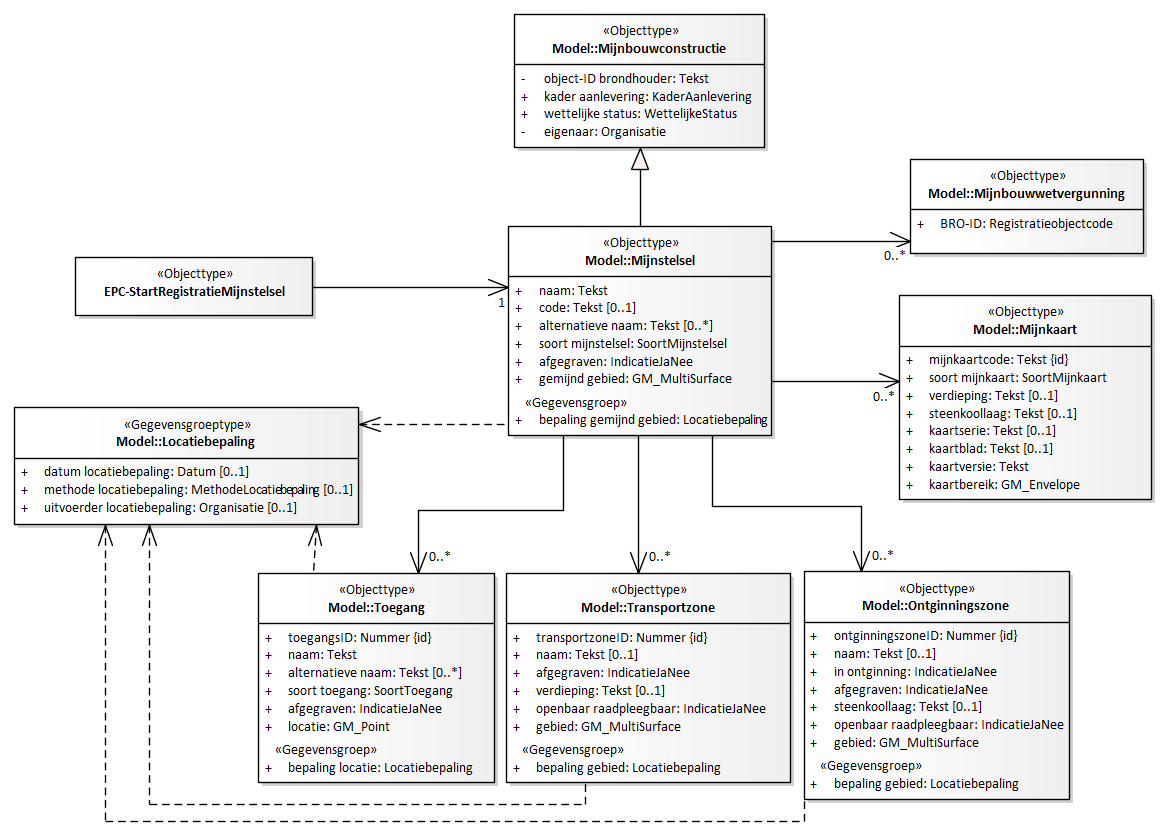 «Objecttype»
Model::Mijnbouwconstructie
- object-ID brondhouder: Tekst
+ kader aanlevering: KaderAanlevering
+ wettelijke status: WettelijkeStatus
- eigenaar: Organisatie
«Objecttype»
Model::Mijnbouwwetvergunning
+ BRO-ID: Registratieobjectcode
0..*
«Objecttype»
EPC-StartRegistratieMijnstelsel
1
«Objecttype»
Model::Mijnstelsel
+ naam: Tekst
+ code: Tekst [0..1]
+ alternatieve naam: Tekst [0..*]
+ soort mijnstelsel: SoortMijnstelsel
+ afgegraven: IndicatieJaNee
+ gemijnd gebied: GM_MultiSurface
«Gegevensgroep»
+ bepaling gemijnd gebied: Locatiebepaling
«Objecttype»
Model::Mijnkaart
+ mijnkaartcode: Tekst {id}
+ soort mijnkaart: SoortMijnkaart
+ verdieping: Tekst [0..1]
+ steenkoollaag: Tekst [0..1]
+ kaartserie: Tekst [0..1]
+ kaartblad: Tekst [0..1]
+ kaartversie: Tekst
+ kaartbereik: GM_Envelope
0..*
«Gegevensgroeptype»
Model::Locatiebepaling
+ datum locatiebepaling: Datum [0..1]
+ methode locatiebepaling: MethodeLocatiebepaling [0..1]
+ uitvoerder locatiebepaling: Organisatie [0..1]
0..*
0..*
0..*
«Objecttype»
Model::Toegang
+ toegangsID: Nummer {id}
+ naam: Tekst
+ alternatieve naam: Tekst [0..*]
+ soort toegang: SoortToegang
+ afgegraven: IndicatieJaNee
+ locatie: GM_Point
«Gegevensgroep»
+ bepaling locatie: Locatiebepaling
«Objecttype»
Model::Transportzone
+ transportzoneID: Nummer {id}
+ naam: Tekst [0..1]
+ afgegraven: IndicatieJaNee
+ verdieping: Tekst [0..1]
+ openbaar raadpleegbaar: IndicatieJaNee
+ gebied: GM_MultiSurface
«Gegevensgroep»
+ bepaling gebied: Locatiebepaling
«Objecttype»
Model::Ontginningszone
+ ontginningszoneID: Nummer {id}
+ naam: Tekst [0..1]
+ in ontginning: IndicatieJaNee
+ afgegraven: IndicatieJaNee
+ steenkoollaag: Tekst [0..1]
+ openbaar raadpleegbaar: IndicatieJaNee
+ gebied: GM_MultiSurface
«Gegevensgroep»
+ bepaling gebied: Locatiebepaling